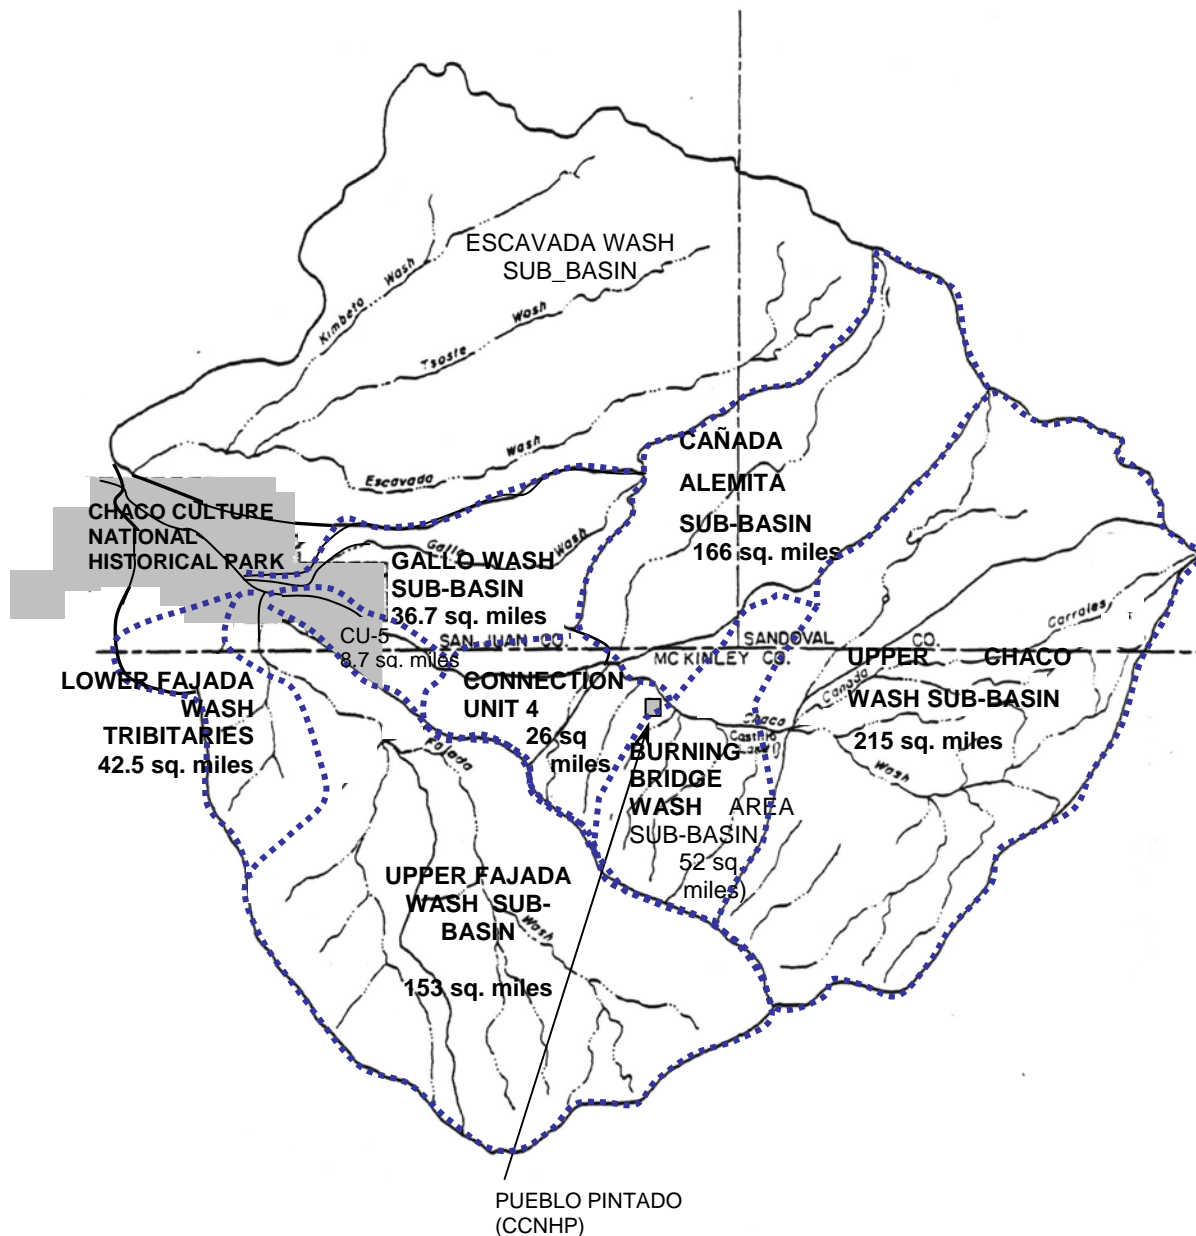 ESCAVADA WASH
SUB_BASIN
Kimbeto Wash
Tsoste Wash
Escavada Wash
CAÑADA
ALEMITA
SUB-BASIN
166 sq. miles
CHACO CULTURE
NATIONAL
HISTORICAL PARK
Gallo Wash
GALLO WASH
SUB-BASIN
36.7 sq. miles
CU-5
8.7 sq. miles
SAN JUAN CO.
SANDOVAL CO.
MC KINLEY CO.
Corrales
Canada
UPPER CHACO
WASH SUB-BASIN
215 sq. miles
Chaco
Wash
LOWER FAJADA
WASH
TRIBITARIES
42.5 sq. miles
CONNECTION
UNIT 4
26 sq
miles
BURNING
BRIDGE
WASH AREA
SUB-BASIN
52 sq.
miles)
Fajada
Wash
UPPER FAJADA
WASH SUB-
BASIN
153 sq. miles
PUEBLO PINTADO
(CCNHP)